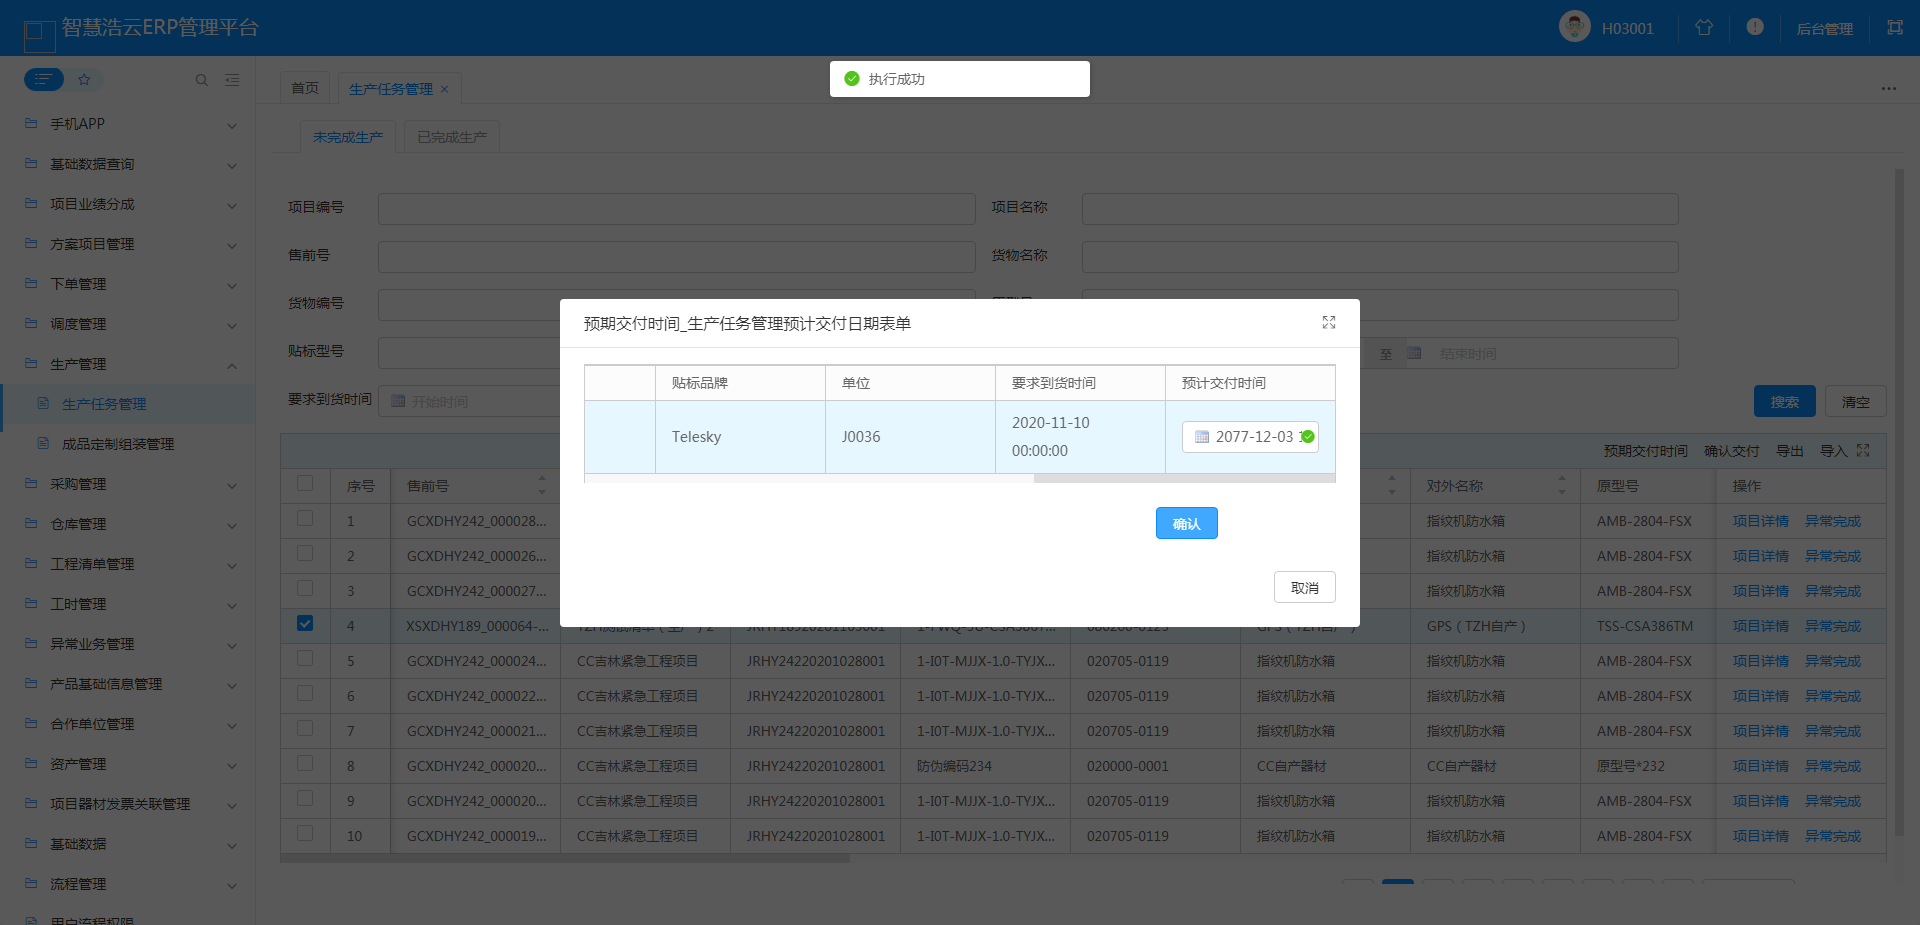 智慧浩云ERP管理平台
H03001
后台管理
执行成功
首页
生产任务管理
未完成生产
已完成生产
手机APP
基础数据查询
项目业绩分成
方案项目管理
下单管理
调度管理
生产管理
生产任务管理
成品定制组装管理
采购管理
仓库管理
工程清单管理
工时管理
异常业务管理
产品基础信息管理
合作单位管理
资产管理
项目器材发票关联管理
基础数据
流程管理
用户流程权限
项目编号
项目名称
售前号
货物名称
货物编号
贴标型号
至 结束时间
要求到货时间 开始时间
搜索 清空
预期交付时间_生产任务管理预计交付日期表单
贴标品牌 单位 要求到货时间 预计交付时间
Telesky J0036 2020-11-10 00:00:00 2077-12-03
确认
取消
预期交付时间 确认交付 导出 导入
序号 售前号 对外名称 原型号 操作
1 GCXDHY242_000028... 指纹机防水箱 AMB-2804-FSX 项目详情 异常完成
2 GCXDHY242_000026... 指纹机防水箱 AMB-2804-FSX 项目详情 异常完成
3 GCXDHY242_000027... 指纹机防水箱 AMB-2804-FSX 项目详情 异常完成
4 XSXDHY189_000064-... GPS（TZH自产） TSS-CSA386TM 项目详情 异常完成
5 GCXDHY242_000024... CC吉林紧急工程项目 JRHY24220201028001 1-I0T-MJJX-1.0-TYJX... 020705-0119 指纹机防水箱 指纹机防水箱 AMB-2804-FSX 项目详情 异常完成
6 GCXDHY242_000022... CC吉林紧急工程项目 JRHY24220201028001 1-I0T-MJJX-1.0-TYJX... 020705-0119 指纹机防水箱 指纹机防水箱 AMB-2804-FSX 项目详情 异常完成
7 GCXDHY242_000021... CC吉林紧急工程项目 JRHY24220201028001 1-I0T-MJJX-1.0-TYJX... 020705-0119 指纹机防水箱 指纹机防水箱 AMB-2804-FSX 项目详情 异常完成
8 GCXDHY242_000020... CC吉林紧急工程项目 JRHY24220201028001 防伪编码234 020000-0001 CC自产器材 CC自产器材 原型号*232 项目详情 异常完成
9 GCXDHY242_000020... CC吉林紧急工程项目 JRHY24220201028001 1-I0T-MJJX-1.0-TYJX... 020705-0119 指纹机防水箱 指纹机防水箱 AMB-2804-FSX 项目详情 异常完成
10 GCXDHY242_000019... CC吉林紧急工程项目 JRHY24220201028001 1-I0T-MJJX-1.0-TYJX... 020705-0119 指纹机防水箱 指纹机防水箱 AMB-2804-FSX 项目详情 异常完成